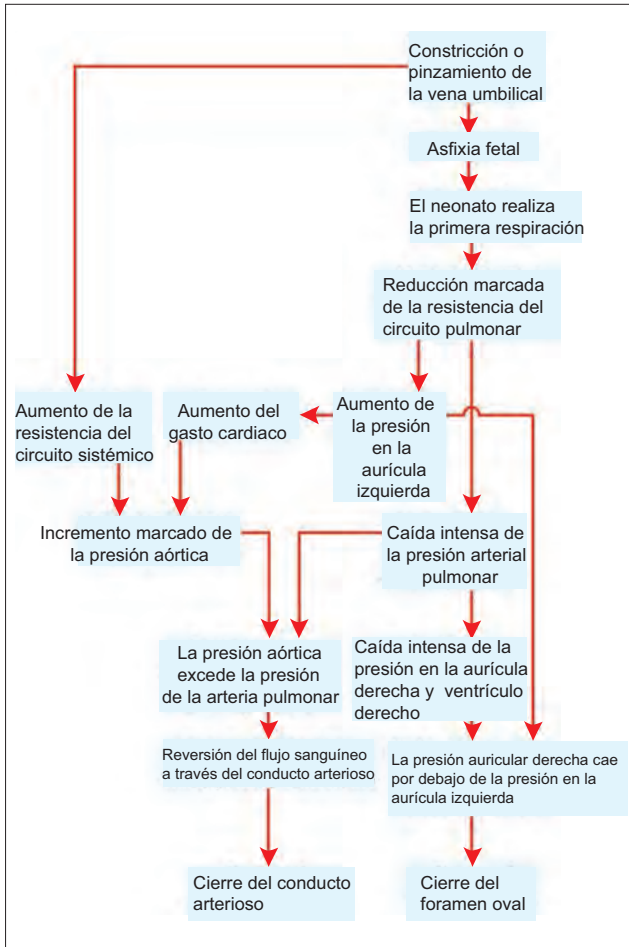 Constricción o
pinzamiento de
la vena umbilical
Asfixia fetal
El neonato realiza
la primera respiración
Reducción marcada
de la resistencia del
circuito pulmonar
Aumento de la
resistencia del
circuito sistémico
Aumento del
gasto cardiaco
Aumento de
la presión
en la
aurícula
izquierda
Incremento marcado de
la presión aórtica
Caída intensa de
la presión arterial
pulmonar
La presión aórtica
excede la presión
de la arteria pulmonar
Caída intensa de la
presión en la aurícula
derecha y ventrículo
derecho
Reversión del flujo sanguíneo
a través del conducto arterioso
La presión auricular derecha cae
por debajo de la presión en la
aurícula izquierda
Cierre del conducto
arterioso
Cierre del
foramen oval